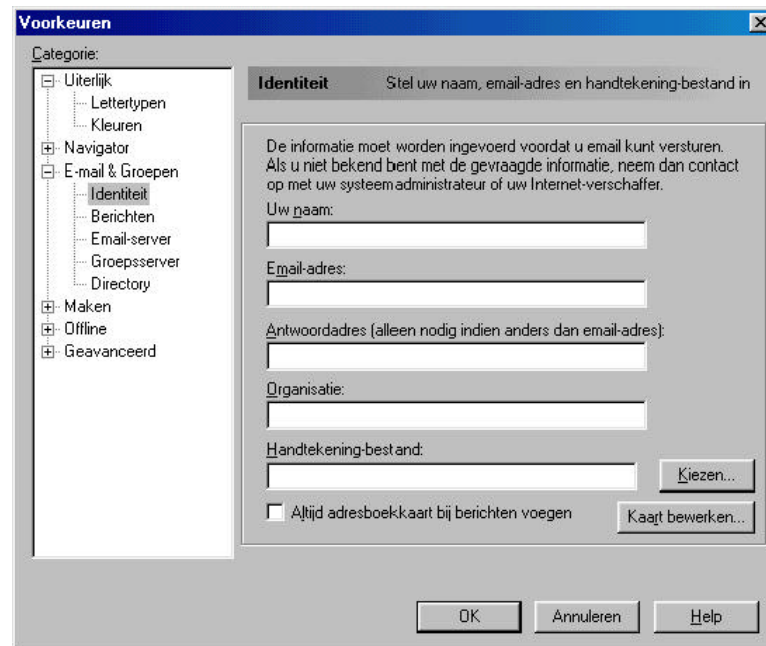 Voorkeuren
Categorie:
Uiterlijk
Lettertypen
Kleuren
Navigator
E-mail & Groepen
Identiteit
Berichten
Email-server
Groepsserver
Directory
Maken
Offline
Geavanceerd
Identiteit Stel uw naam, email-adres en handtekening-bestand in
De informatie moet worden ingevoerd voordat u email kunt versturen.
Als u niet bekend bent met de gevraagde informatie, neem dan contact
op met uw systeemadministrateur of uw Internet-verschaffer.
Uw naam:
Email-adres:
Antwoordadres (alleen nodig indien anders dan email-adres):
Organisatie:
Handtekening-bestand:
Kiezen...
Altijd adresboekkaart bij berichten voegen
Kaart bewerken...
OK Annuleren Help